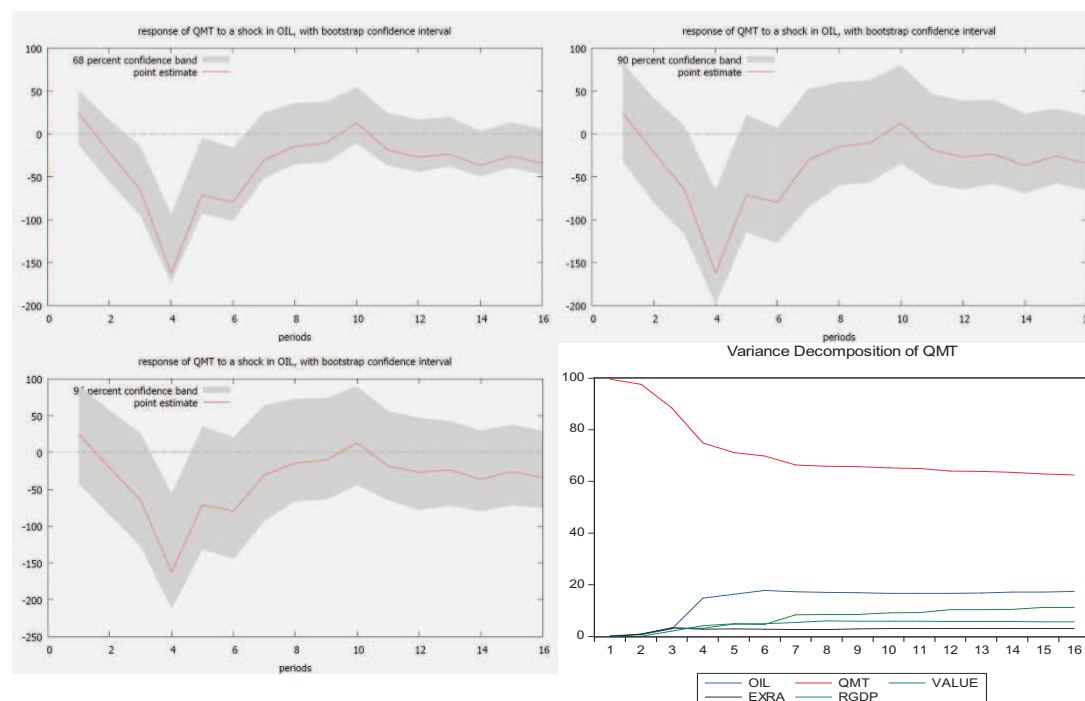 response of QMT to a shock in OIL, with bootstrap confidence interval
68 percent confidence band
point estimate
100
50
0
-50
-100
-150
-200
0 2 4 6 8 10 12 14 16
periods
response of QMT to a shock in OIL, with bootstrap confidence interval
90 percent confidence band
point estimate
100
50
0
-50
-100
-150
-200
0 2 4 6 8 10 12 14 16
periods
response of QMT to a shock in OIL, with bootstrap confidence interval
percent confidence band
point estimate
100
50
0
-50
-100
-150
-200
-250
0 2 4 6 8 10 12 14 16
periods
Variance Decomposition of QMT
100
80
60
40
20
0
1 2 3 4 5 6 7 8 9 10 11 12 13 14 15 16
OIL QMT VALUE
EXRA RGDP